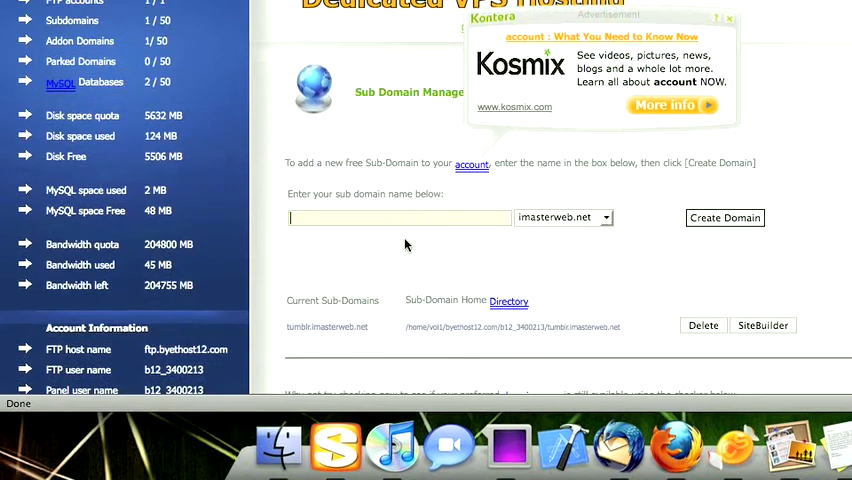 FTP accounts 1 / 1
Subdomains 1 / 50
Addon Domains 1/ 50
Parked Domains 0 / 50
MySQL Databases 2 / 50
Disk space quota 5632 MB
Disk space used 124 MB
Disk Free 5506 MB
MySQL space used 2 MB
MySQL space Free 48 MB
Bandwidth quota 204800 MB
Bandwidth used 45 MB
Bandwidth left 204755 MB
Account Information
FTP host name ftp.byethost12.com
FTP user name b12_3400213
Panel user name b12_3400213
Dedicated VPS Hosting
Kontera Advertisement ? x
account : What You Need to Know Now
Kosmix
See videos, pictures, news,
blogs and a whole lot more.
Learn all about account NOW.
www.kosmix.com More info
Sub Domain Manage
To add a new free Sub-Domain to your account, enter the name in the box below, then click [Create Domain]
Enter your sub domain name below:
imasterweb.net Create Domain
Current Sub-Domains Sub-Domain Home Directory
tumblr.imasterweb.net /home/vol1/byethost12.com/b12_3400213/tumblr.imasterweb.net Delete SiteBuilder
Done